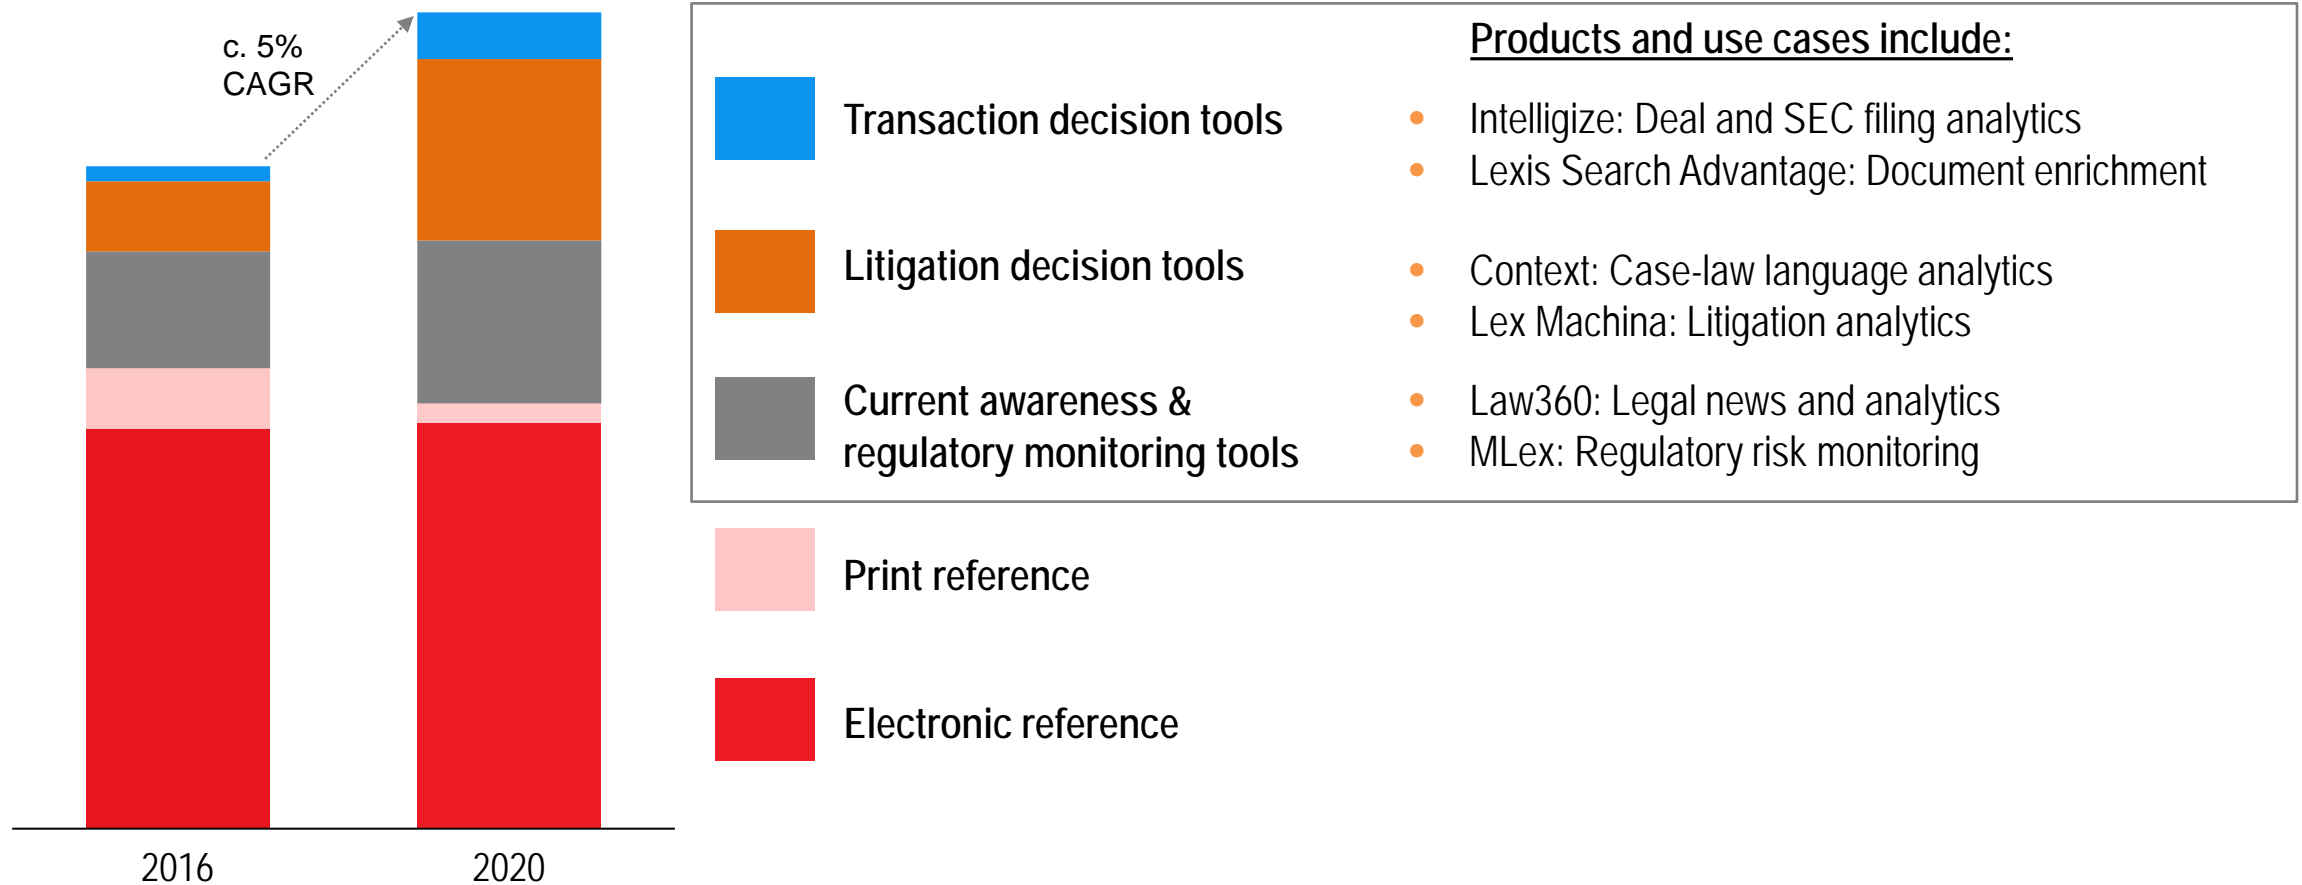 c. 5%
CAGR
2016
2020
Products and use cases include:
Transaction decision tools
• Intelligize: Deal and SEC filing analytics
• Lexis Search Advantage: Document enrichment
Litigation decision tools
• Context: Case-law language analytics
• Lex Machina: Litigation analytics
Current awareness &
regulatory monitoring tools
• Law360: Legal news and analytics
• MLex: Regulatory risk monitoring
Print reference
Electronic reference